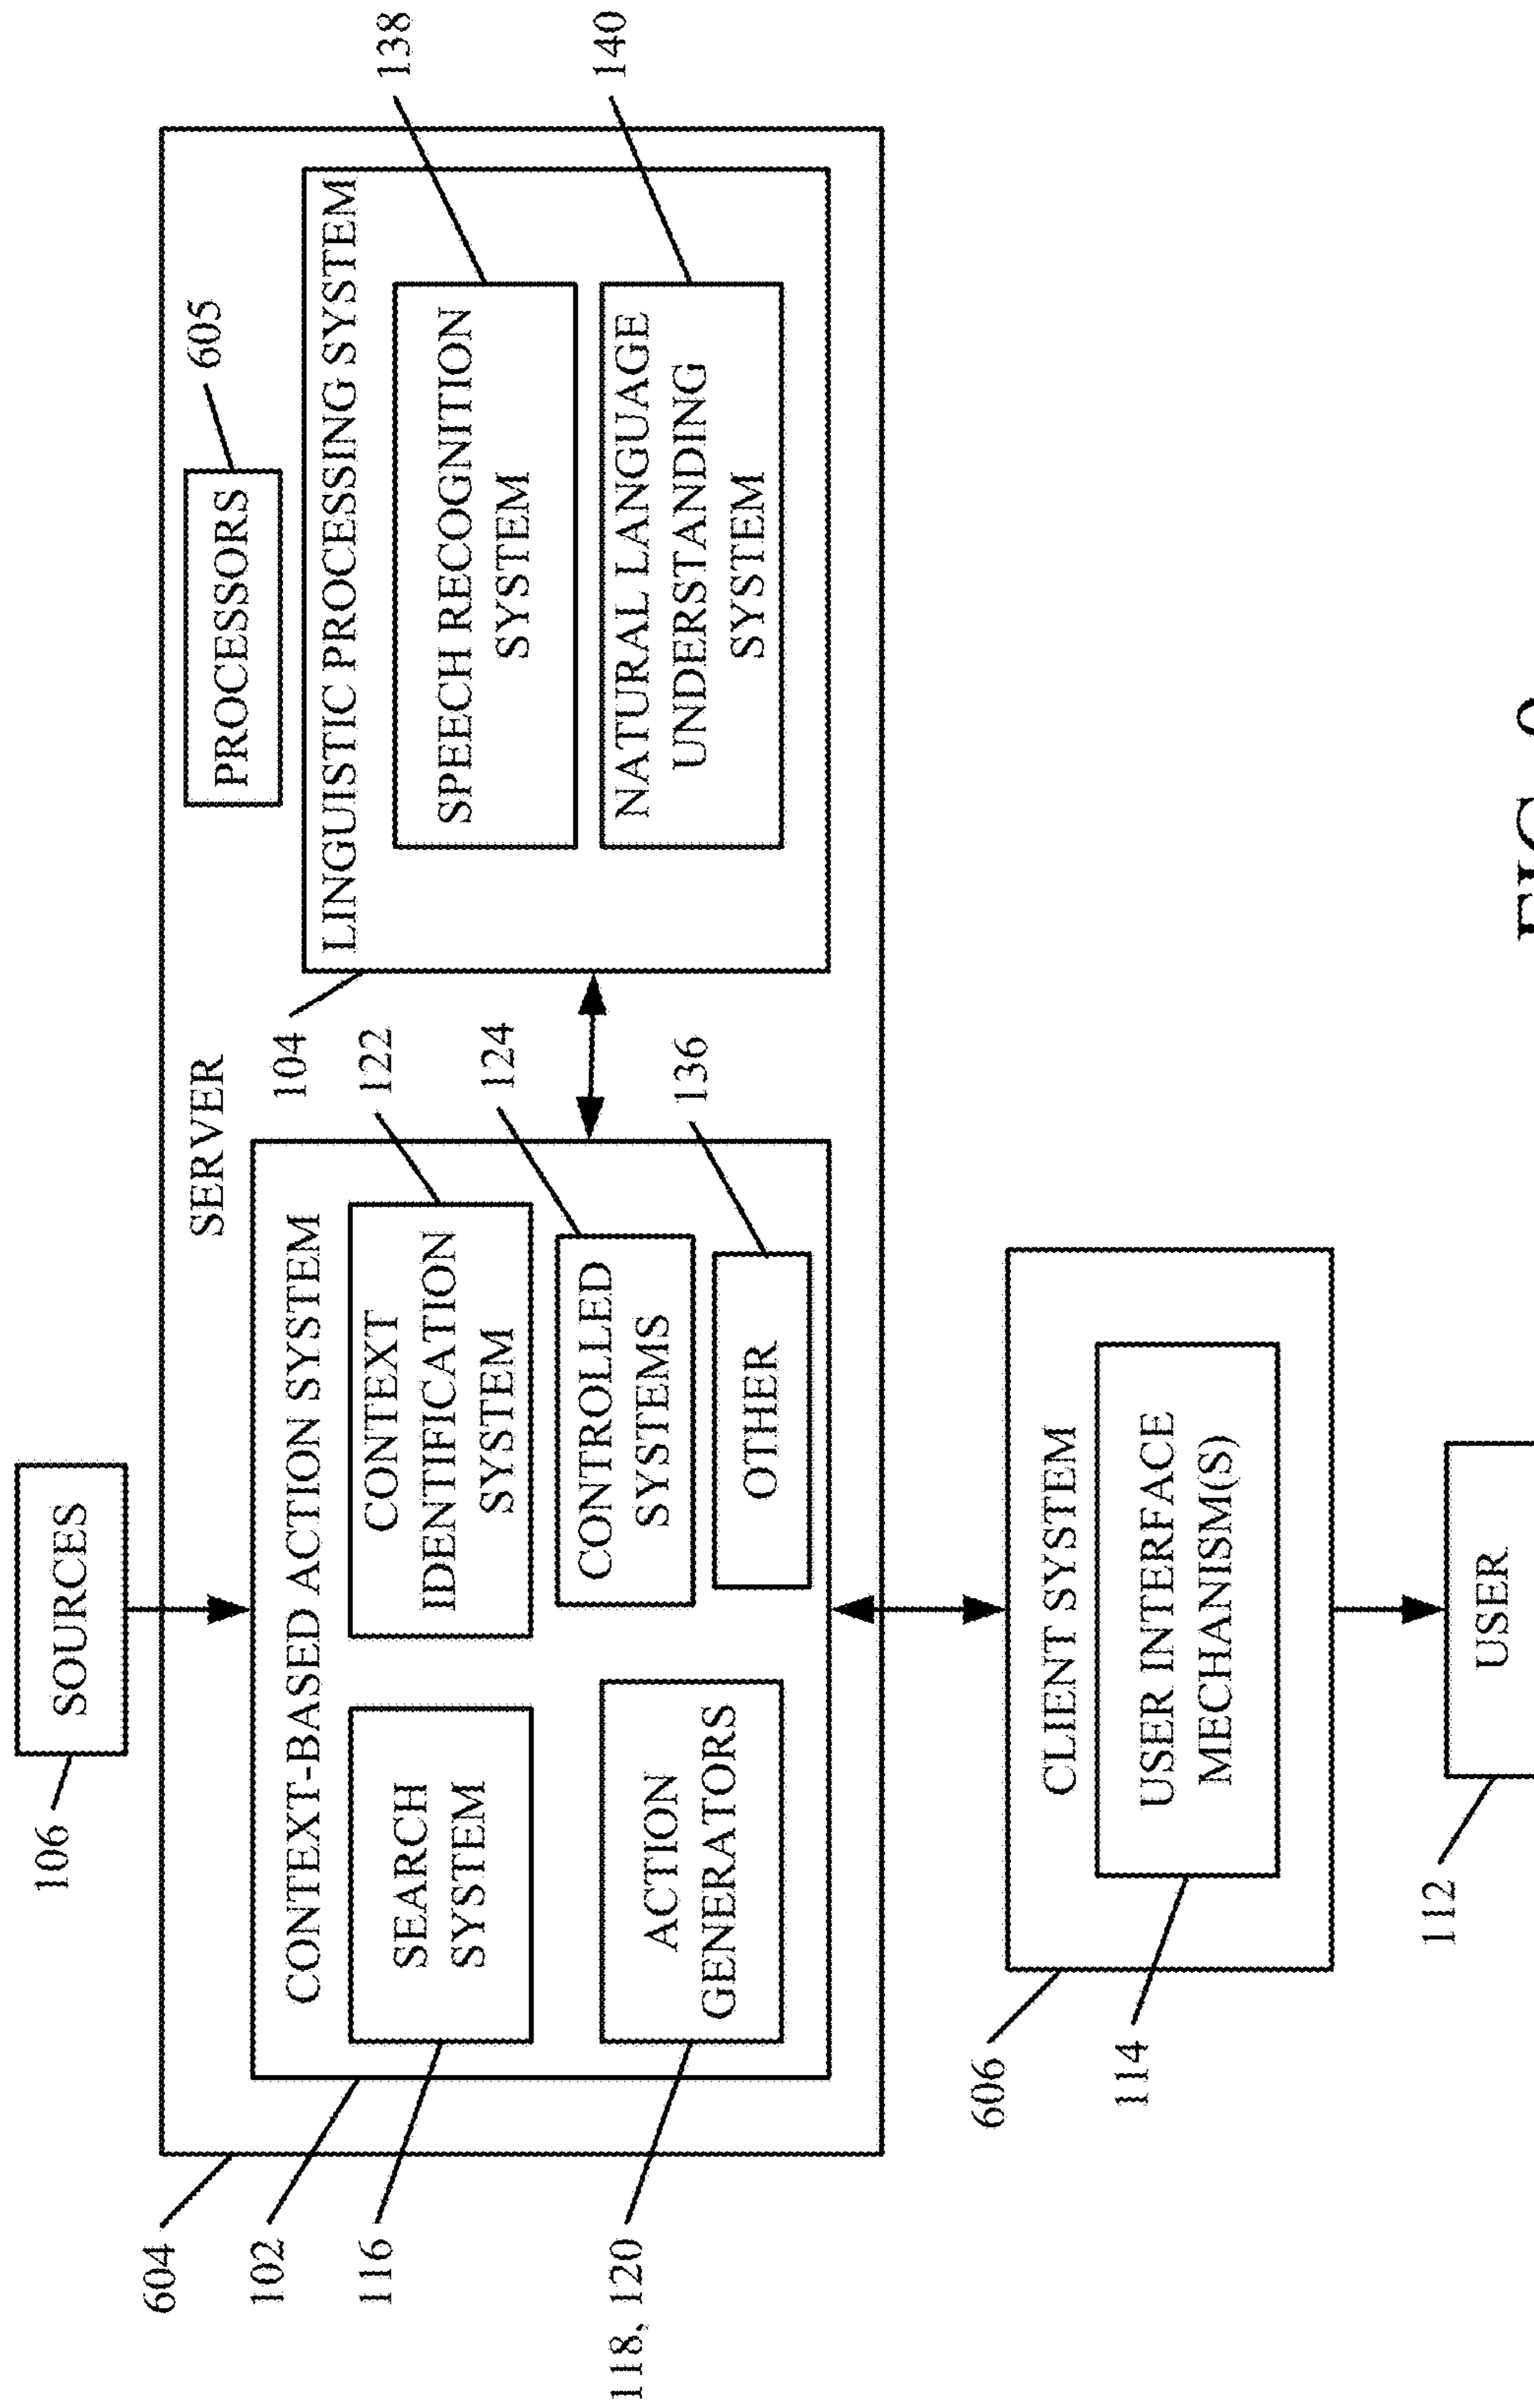 106
SOURCES
604
SERVER
PROCESSORS
605
102
CONTEXT-BASED ACTION SYSTEM
104
LINGUISTIC PROCESSING SYSTEM
116
SEARCH
SYSTEM
CONTEXT
IDENTIFICATION
SYSTEM
122
SPEECH RECOGNITION
SYSTEM
138
118, 120
ACTION
GENERATORS
CONTROLLED
SYSTEMS
124
OTHER
136
NATURAL LANGUAGE
UNDERSTANDING
SYSTEM
140
606
CLIENT SYSTEM
114
USER INTERFACE
MECHANISM(S)
112
USER
FIG.